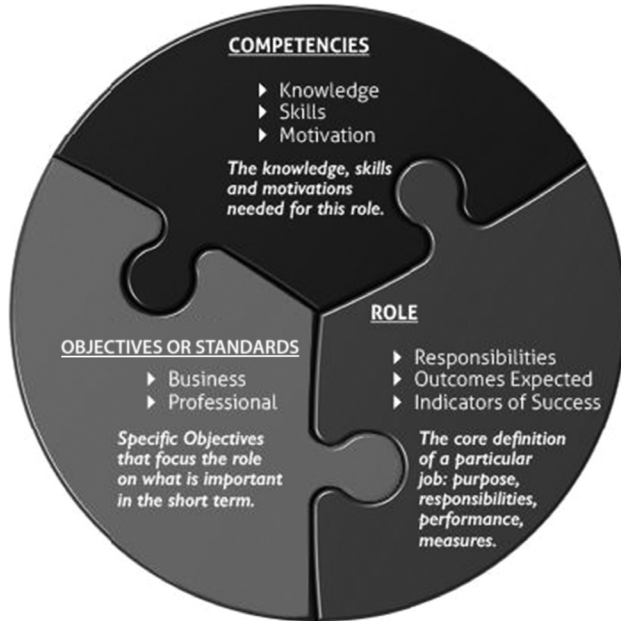 COMPETENCIES
Knowledge
Skills
Motivation
The knowledge, skills
and motivations
needed for this role.
OBJECTIVES OR STANDARDS
Business
Professional
Specific Objectives
that focus the role
on what is important
in the short term.
ROLE
Responsibilities
Outcomes Expected
Indicators of Success
The core definition
of a particular
job: purpose,
responsibilities,
performance,
measures.